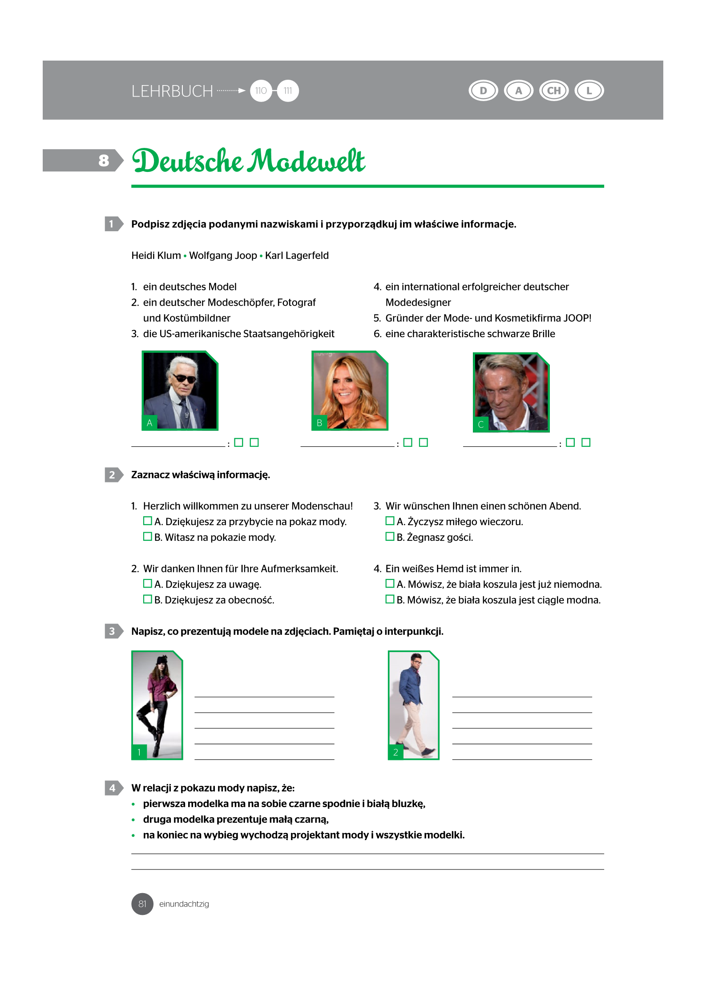 LEHRBUCH 110 111
D A CH L
8 Deutsche Modewelt
1 Podpisz zdjęcia podanymi nazwiskami i przyporządkuj im właściwe informacje.
Heidi Klum • Wolfgang Joop • Karl Lagerfeld
1. ein deutsches Model
2. ein deutscher Modeschöpfer, Fotograf
und Kostümbildner
3. die US-amerikanische Staatsangehörigkeit
4. ein international erfolgreicher deutscher
Modedesigner
5. Gründer der Mode- und Kosmetikfirma JOOP!
6. eine charakteristische schwarze Brille
A
B
C
: 
: 
: 
2 Zaznacz właściwą informację.
1. Herzlich willkommen zu unserer Modenschau!
A. Dziękujesz za przybycie na pokaz mody.
B. Witasz na pokazie mody.
2. Wir danken Ihnen für Ihre Aufmerksamkeit.
A. Dziękujesz za uwagę.
B. Dziękujesz za obecność.
3. Wir wünschen Ihnen einen schönen Abend.
A. Życzysz miłego wieczoru.
B. Żegnasz gości.
4. Ein weißes Hemd ist immer in.
A. Mówisz, że biała koszula jest już niemodna.
B. Mówisz, że biała koszula jest ciągle modna.
3 Napisz, co prezentują modele na zdjęciach. Pamiętaj o interpunkcji.
1
2
4 W relacji z pokazu mody napisz, że:
• pierwsza modelka ma na sobie czarne spodnie i białą bluzkę,
• druga modelka prezentuje małą czarną,
• na koniec na wybieg wychodzą projektant mody i wszystkie modelki.
81 einundachtzig